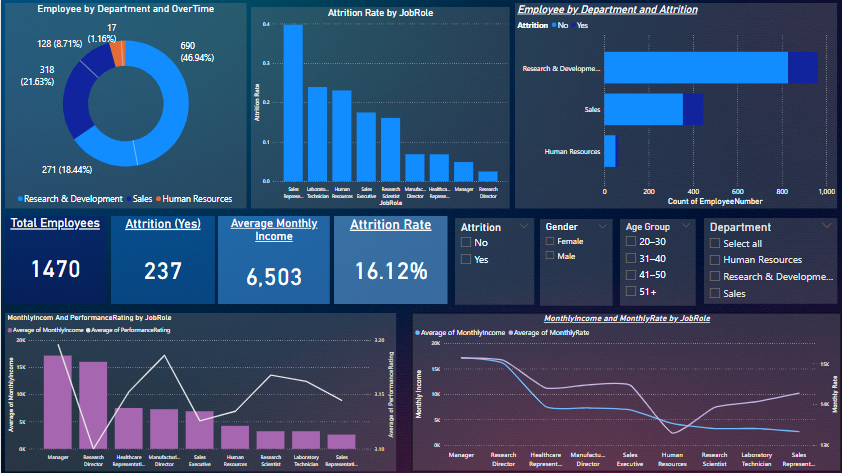 Employee by Department and OverTime
17
(1.16%)
128 (8.71%)
690
(46.94%)
318
(21.63%)
271 (18.44%)
Research & Development
Sales
Human Resources
Attrition Rate by JobRole
Attrition Rate
0.4
0.3
0.2
0.1
0.0
Sales Represe...
Laborato... Technician
Human Resources
Sales Executive
Research Scientist
Manufac... Director
Healthca... Represe...
Manager
Research Director
JobRole
Employee by Department and Attrition
Attrition No Yes
Research & Developme...
Sales
Human Resources
0 200 400 600 800 1,000
Count of EmployeeNumber
Total Employees
1470
Attrition (Yes)
237
Average Monthly
Income
6,503
Attrition Rate
16.12%
Attrition
No
Yes
Gender
Female
Male
Age Group
20–30
31–40
41–50
51+
Department
Select all
Human Resources
Research & Developme...
Sales
MonthlyIncom And PerformanceRating by JobRole
Average of MonthlyIncome Average of PerformanceRating
Average of MonthlyIncome
20K
15K
10K
5K
0K
3.20
3.15
3.10
Average of PerformanceRating
Manager
Research Director
Healthcare Representati...
Manufacturi... Director
Sales Executive
Human Resources
Research Scientist
Laboratory Technician
Sales Representati...
MonthlyIncome and MonthlyRate by JobRole
Average of MonthlyIncome Average of MonthlyRate
Monthly Income
20K
15K
10K
5K
0K
15K
14K
13K
Monthly Rate
Manager
Research Director
Healthcare Represent...
Manufactu... Director
Sales Executive
Human Resources
Research Scientist
Laboratory Technician
Sales Represent...